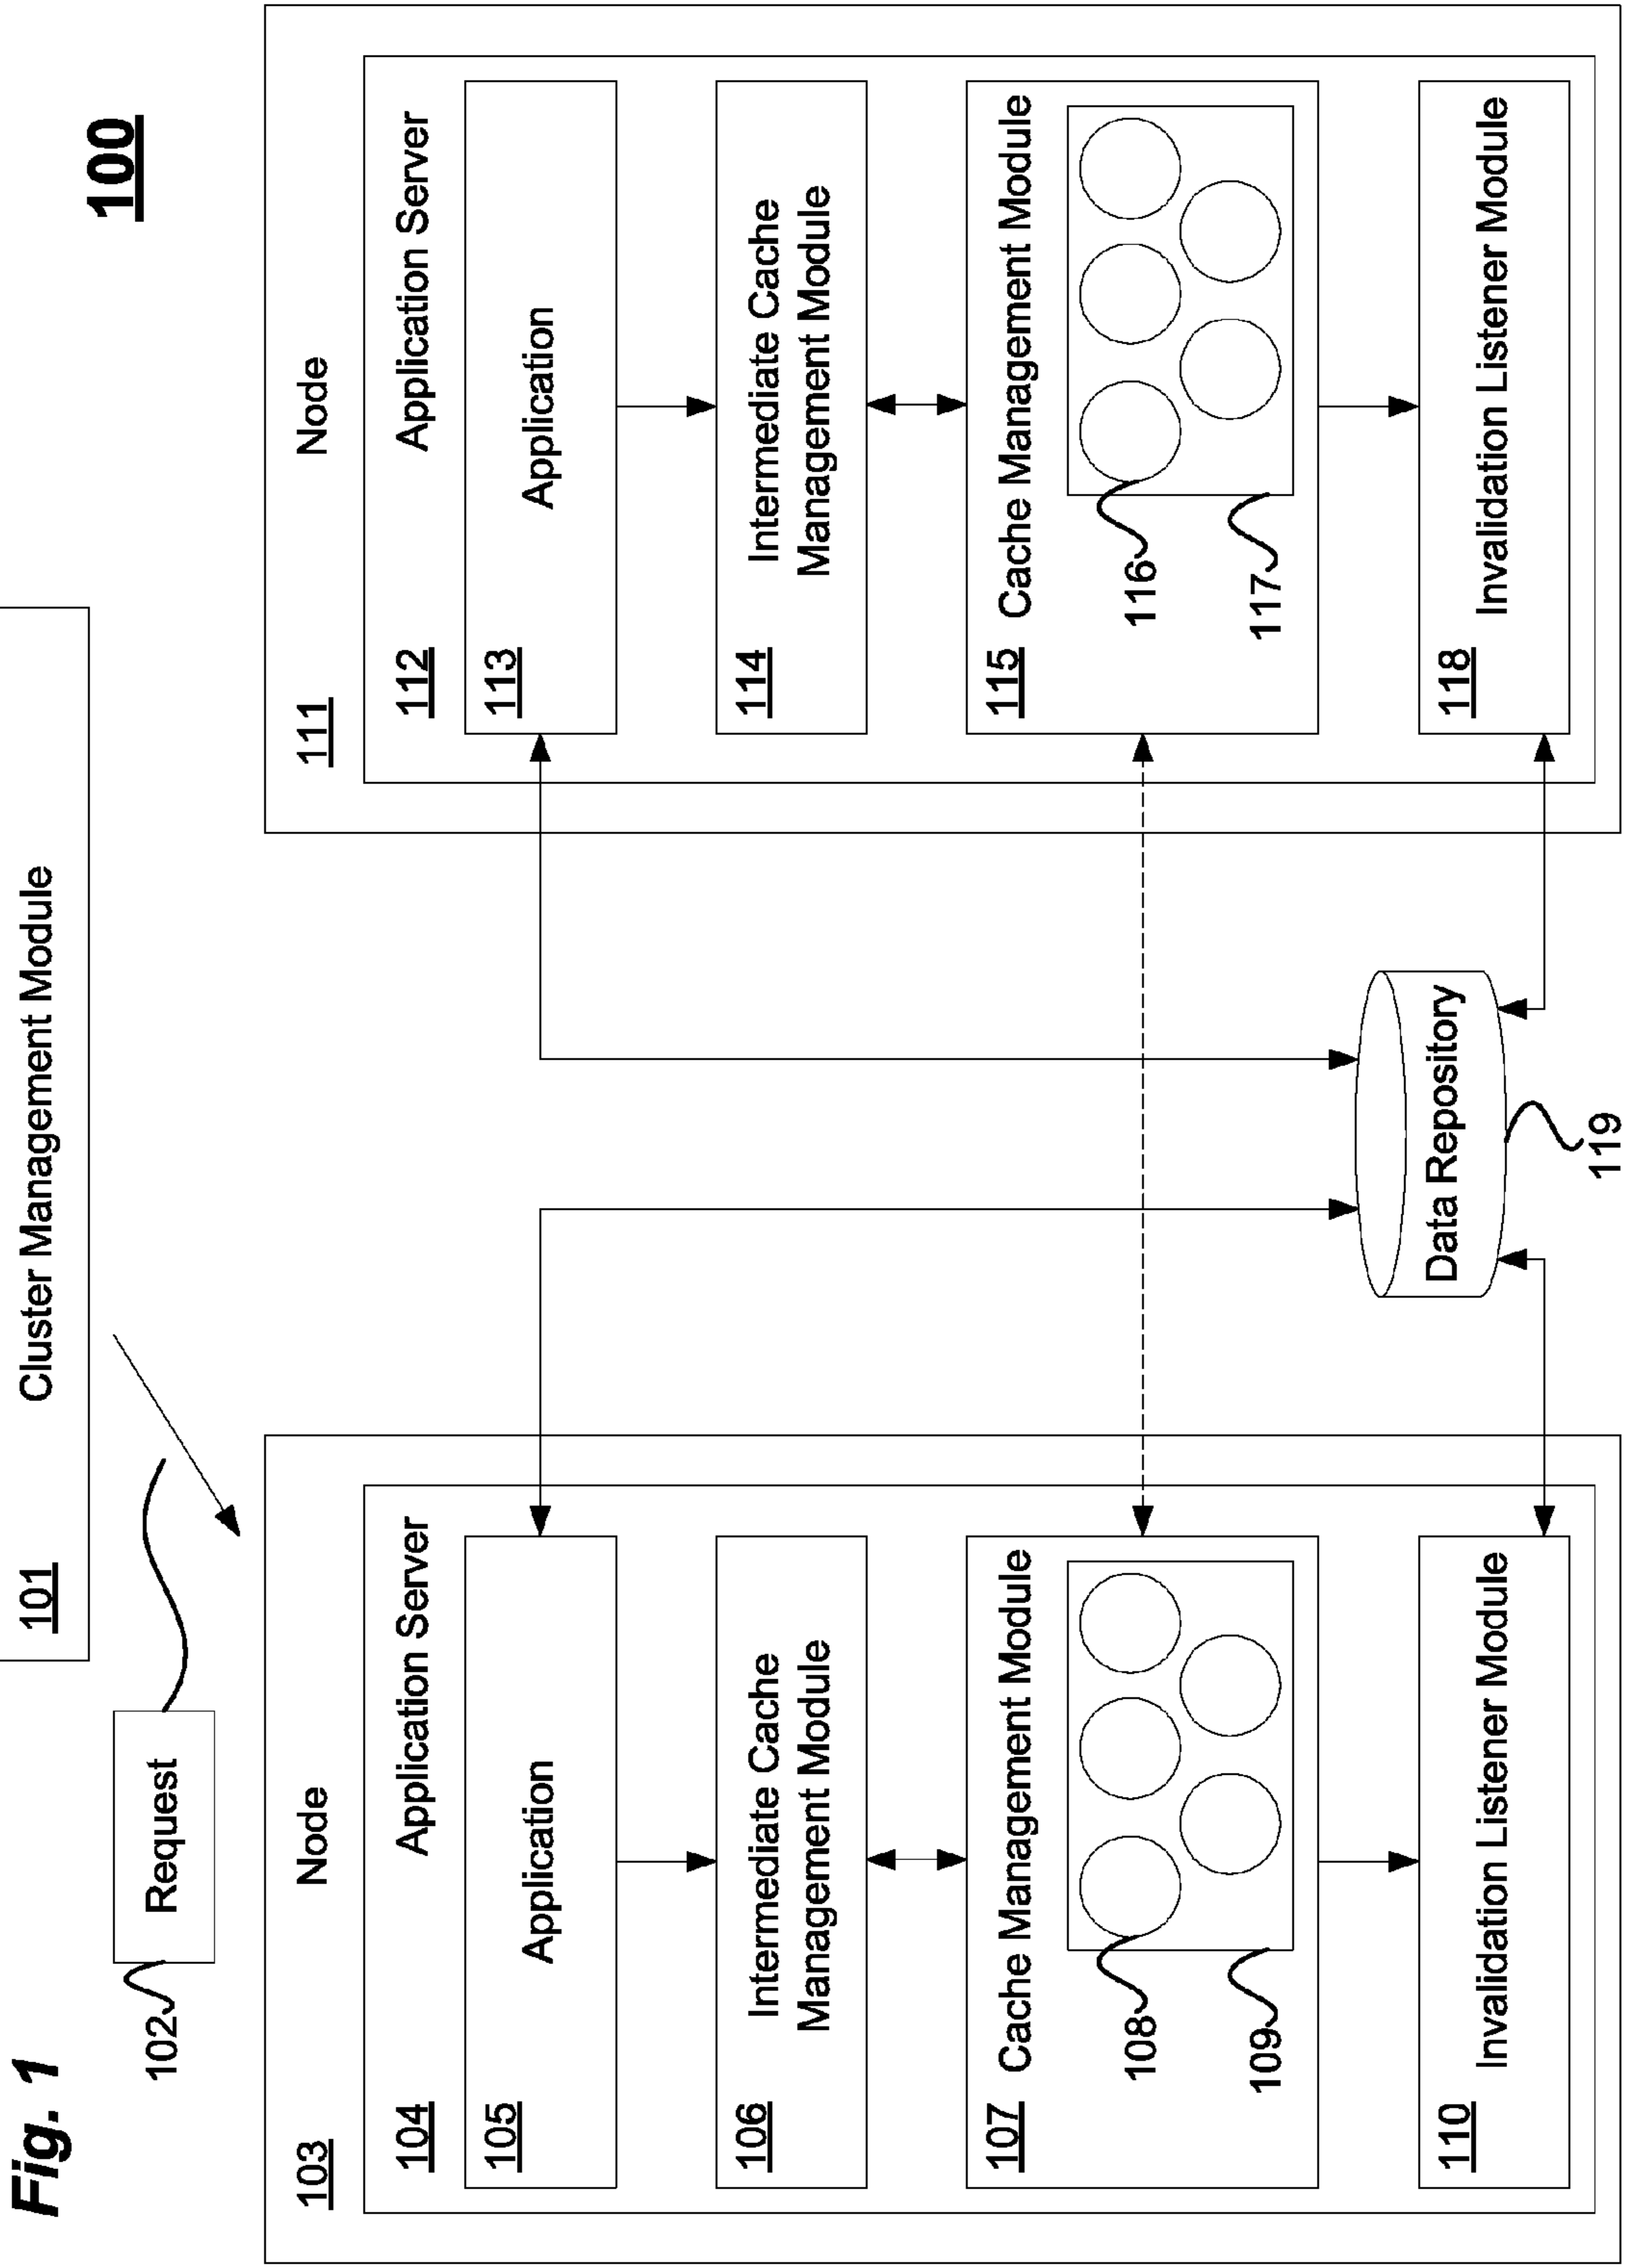 Fig. 1
100
101 Cluster Management Module
102 Request
103 Node
104 Application Server
105 Application
106 Intermediate Cache
Management Module
107 Cache Management Module
108
109
110 Invalidation Listener Module
111 Node
112 Application Server
113 Application
114 Intermediate Cache
Management Module
115 Cache Management Module
116
117
118 Invalidation Listener Module
Data Repository
119